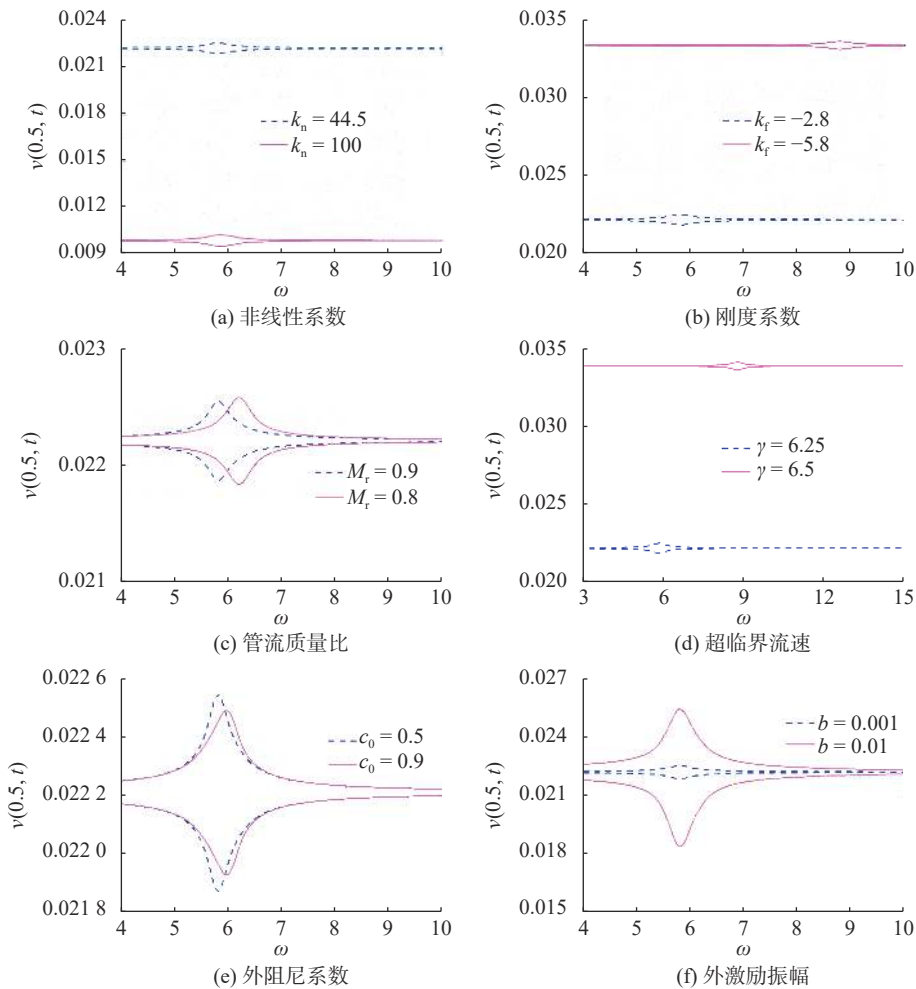 0.024
0.021
0.018
0.015
0.012
0.009
v(0.5, t)
kₙ = 44.5
kₙ = 100
4 5 6 7 8 9 10
ω
(a) 非线性系数
0.035
0.030
0.025
0.020
v(0.5, t)
k_f = −2.8
k_f = −5.8
4 5 6 7 8 9 10
ω
(b) 刚度系数
0.023
0.022
0.021
v(0.5, t)
M_r = 0.9
M_r = 0.8
4 5 6 7 8 9 10
ω
(c) 管流质量比
0.035
0.030
0.025
0.020
v(0.5, t)
γ = 6.25
γ = 6.5
3 6 9 12 15
ω
(d) 超临界流速
0.022 6
0.022 4
0.022 2
0.022 0
0.021 8
v(0.5, t)
c₀ = 0.5
c₀ = 0.9
4 5 6 7 8 9 10
ω
(e) 外阻尼系数
0.027
0.024
0.021
0.018
0.015
v(0.5, t)
b = 0.001
b = 0.01
4 5 6 7 8 9 10
ω
(f) 外激励振幅